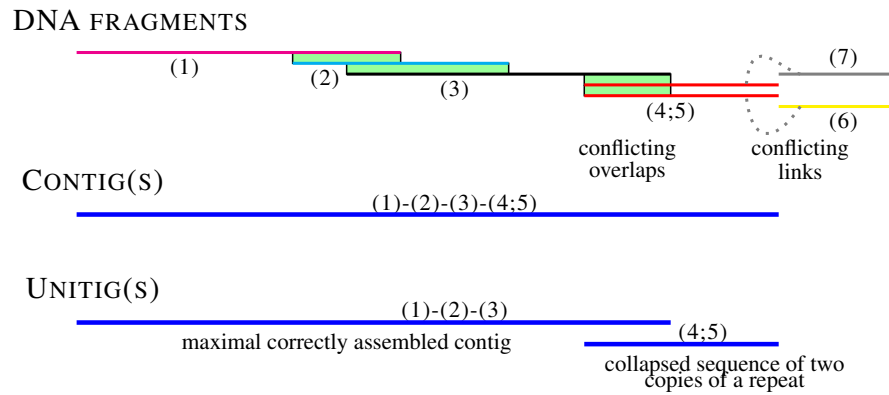 DNA FRAGMENTS
(1)
(2)
(3)
(4;5)
(7)
(6)
conflicting
overlaps
conflicting
links
CONTIG(S)
(1)-(2)-(3)-(4;5)
UNITIG(S)
(1)-(2)-(3)
maximal correctly assembled contig
(4;5)
collapsed sequence of two
copies of a repeat